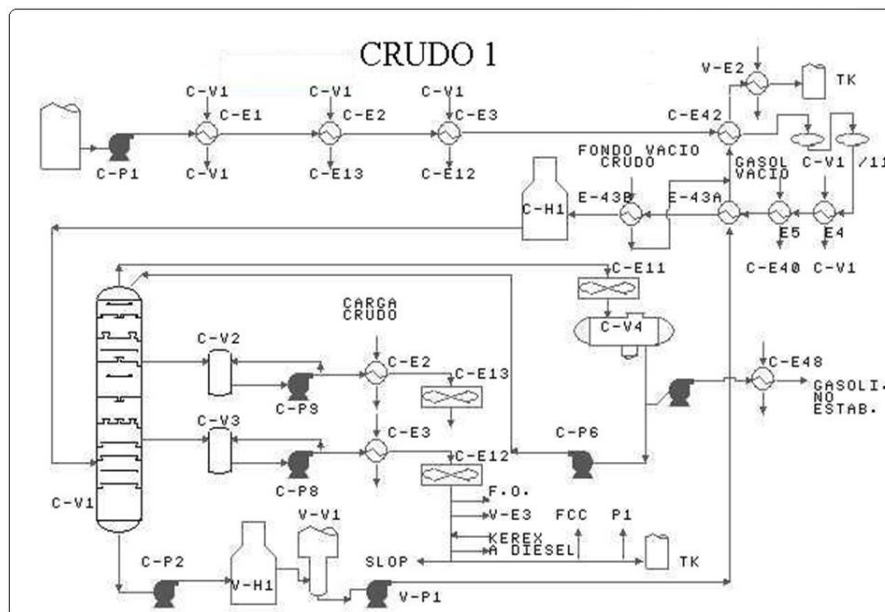 CRUDO 1
V-E2
TK
C-V1
C-V1
C-V1
C-E1
C-E2
C-E3
C-E42
C-P1
C-V1
C-E13
C-E12
FONDO VACIO
CRUDO
GASOL
VACIO
C-V1
/11
C-H1
E-43B
E-43A
E5
E4
C-E40
C-V1
C-E11
C-V4
CARGA
CRUDO
C-V2
C-E2
C-E13
C-P9
C-E48
GASOLI.
NO
ESTAB.
C-V3
C-E3
C-P6
C-P8
C-E12
C-V1
F.O.
V-E3
FCC
P1
KEREX
A DIESEL
SLOP
TK
C-P2
V-H1
V-V1
V-P1